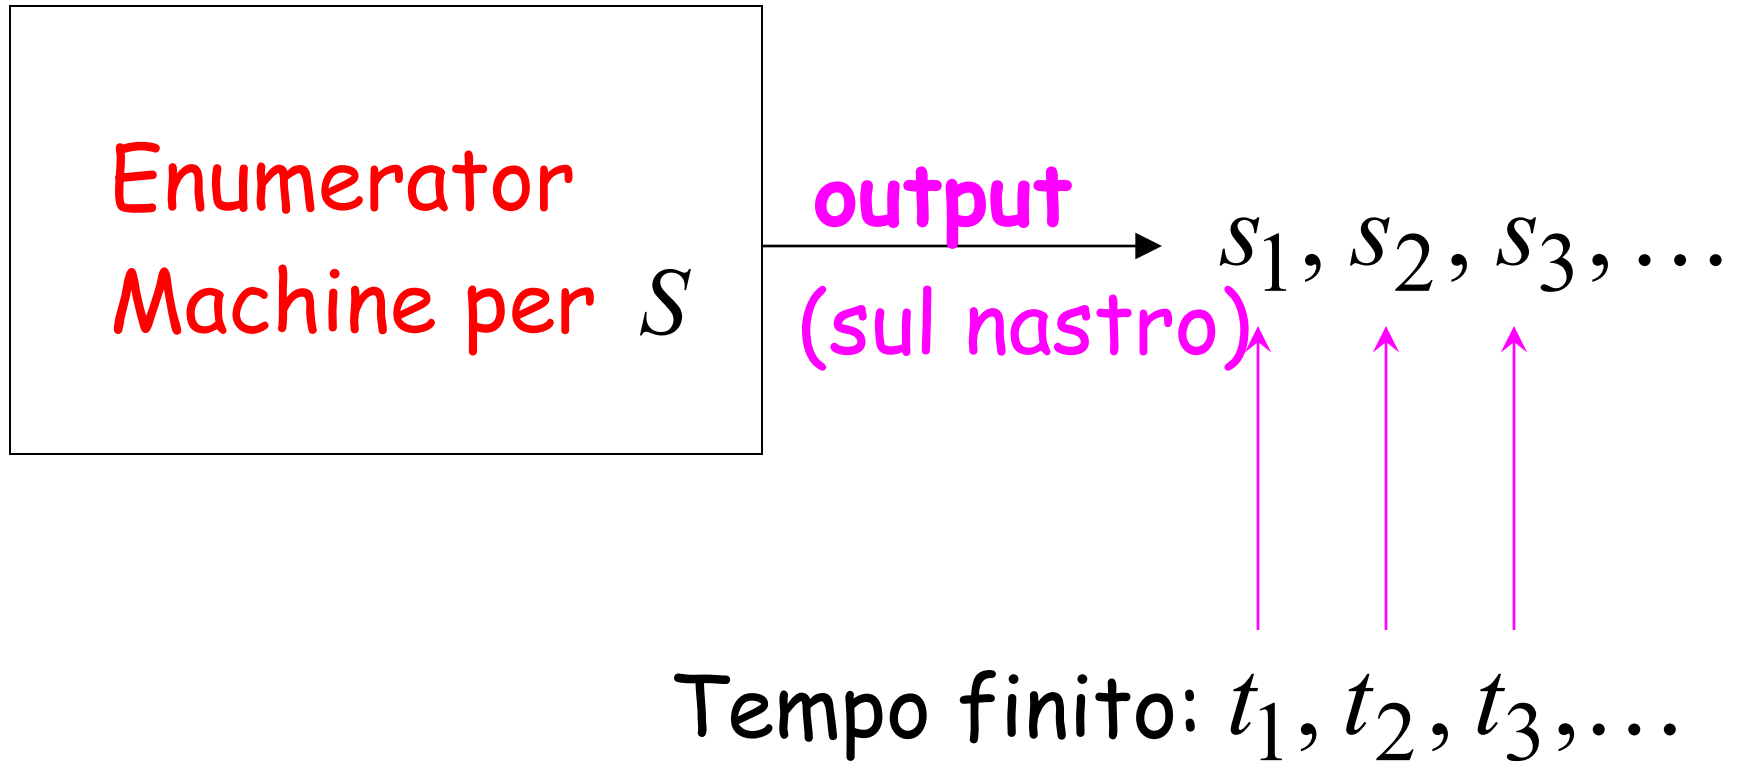 Enumerator
Machine per S
output
(sul nastro)
s₁, s₂, s₃, …
Tempo finito: t₁, t₂, t₃, …